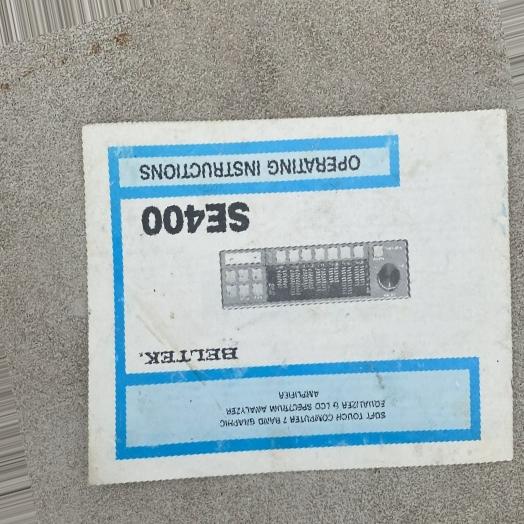 SOFT TOUCH COMPUTER 7 BAND GRAPHIC
EQUALIZER & LCD SPECTRUM ANALYZER
AMPLIFIER
BELTEK.
SE400
OPERATING INSTRUCTIONS